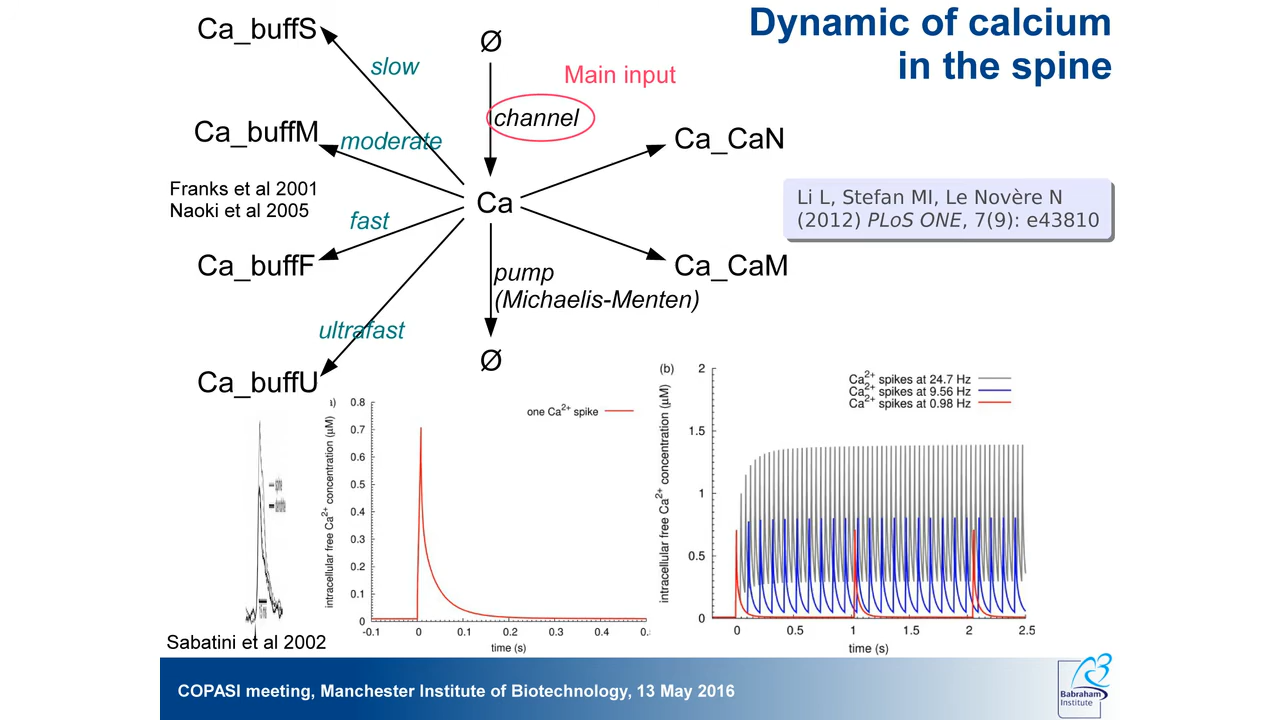 Dynamic of calcium
in the spine
Ca_buffS
slow
Ø
Main input
channel
Ca_buffM
moderate
Ca_CaN
Franks et al 2001
Naoki et al 2005
Ca
Li L, Stefan MI, Le Novère N
(2012) PLoS ONE, 7(9): e43810
fast
Ca_buffF
pump
(Michaelis-Menten)
Ca_CaM
ultrafast
Ø
Ca_buffU
spine
Sabatini et al 2002
a)
one Ca2+ spike
intracellular free Ca2+ concentration (μM)
0.8
0.7
0.6
0.5
0.4
0.3
0.2
0.1
0
-0.1 0 0.1 0.2 0.3 0.4 0.5
time (s)
(b)
Ca2+ spikes at 24.7 Hz
Ca2+ spikes at 9.56 Hz
Ca2+ spikes at 0.98 Hz
intracellular free Ca2+ concentration (μM)
2
1.5
1
0.5
0
0 0.5 1 1.5 2 2.5
time (s)
COPASI meeting, Manchester Institute of Biotechnology, 13 May 2016
Babraham
Institute